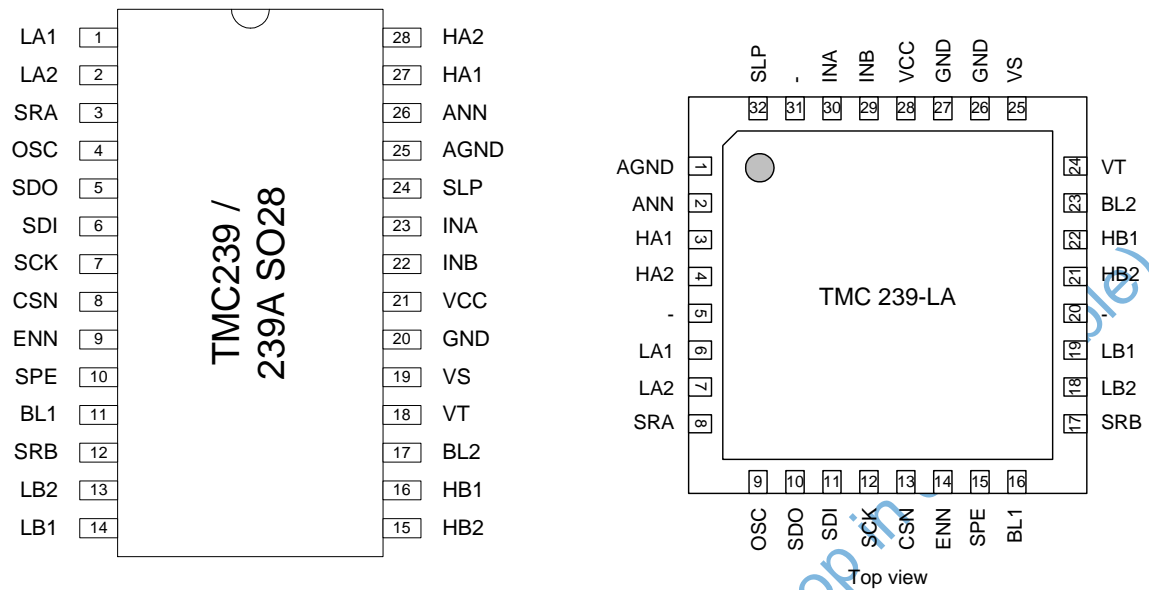 LA1 1
LA2 2
SRA 3
OSC 4
SDO 5
SDI 6
SCK 7
CSN 8
ENN 9
SPE 10
BL1 11
SRB 12
LB2 13
LB1 14
TMC239 /
239A SO28
28 HA2
27 HA1
26 ANN
25 AGND
24 SLP
23 INA
22 INB
21 VCC
20 GND
19 VS
18 VT
17 BL2
16 HB1
15 HB2
SLP - INA INB VCC GND GND VS
32 31 30 29 28 27 26 25
AGND 1
ANN 2
HA1 3
HA2 4
- 5
LA1 6
LA2 7
SRA 8
TMC 239-LA
24 VT
23 BL2
22 HB1
21 HB2
20 -
19 LB1
18 LB2
17 SRB
9 10 11 12 13 14 15 16
OSC SDO SDI SCK CSN ENN SPE BL1
Top view